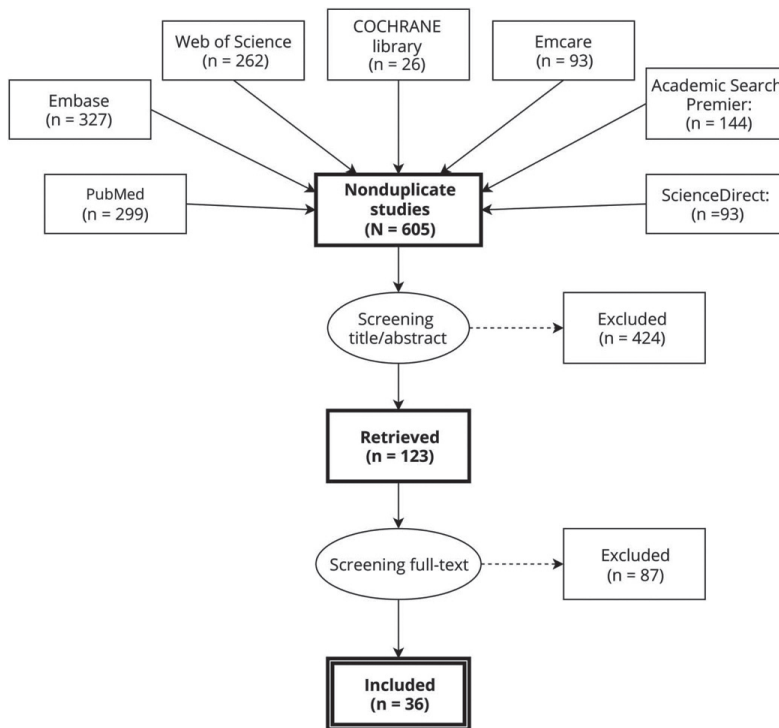 COCHRANE
library
(n = 26)
Web of Science
(n = 262)
Emcare
(n = 93)
Embase
(n = 327)
Academic Search
Premier:
(n = 144)
PubMed
(n = 299)
Nonduplicate
studies
(N = 605)
ScienceDirect:
(n =93)
Screening
title/abstract
Excluded
(n = 424)
Retrieved
(n = 123)
Screening full-text
Excluded
(n = 87)
Included
(n = 36)